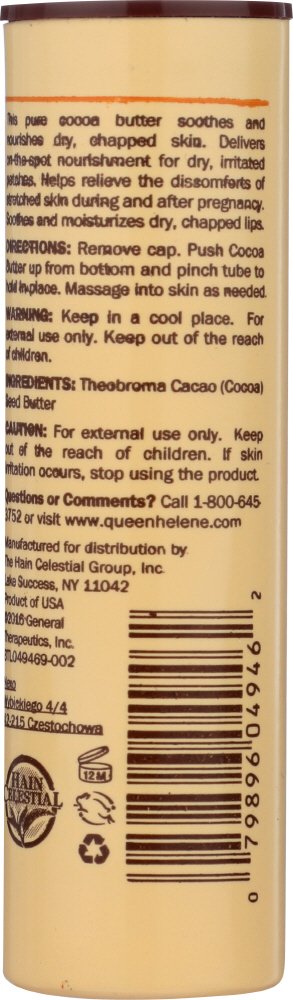 This pure cocoa butter soothes and
nourishes dry, chapped skin. Delivers
on-the-spot nourishment for dry, irritated
patches. Helps relieve the dissomforts of
stretched skin during and after pregnancy.
Soothes and moisturizes dry, chapped lips.
DIRECTIONS: Remove cap. Push Cocoa
Butter up from bottom and pinch tube to
hold in place. Massage into skin as needed.
WARNING: Keep in a cool place. For
external use only. Keep out of the reach
of children.
INGREDIENTS: Theobroma Cacao (Cocoa)
Seed Butter
CAUTION: For external use only. Keep
out of the reach of children. If skin
irritation occurs, stop using the product.
Questions or Comments? Call 1-800-645-
3752 or visit www.queenhelene.com
Manufactured for distribution by
The Hain Celestial Group, Inc.
Lake Success, NY 11042
Product of USA
©2016 General
Therapeutics, Inc.
BTL049469-002
4/4
42-215 Czestochowa
HAIN
CELESTIAL
12 M
0 79896 04946 2